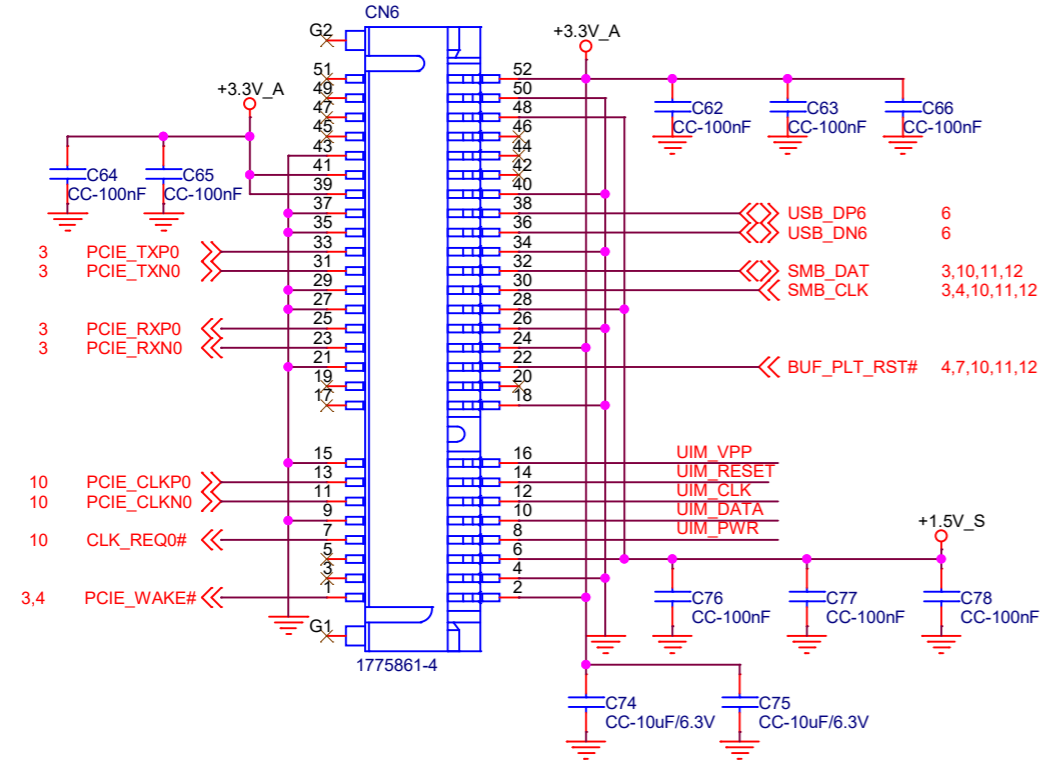 CN6
G2
+3.3V_A
51 52
+3.3V_A 49 50
47 48 C62 C63 C66
45 46 CC-100nF CC-100nF CC-100nF
43 44
C64 C65 41 42
CC-100nF CC-100nF 39 40
37 38 USB_DP6 6
35 36 USB_DN6 6
3 PCIE_TXP0 33 34
3 PCIE_TXN0 31 32 SMB_DAT 3,10,11,12
29 30 SMB_CLK 3,4,10,11,12
27 28
3 PCIE_RXP0 25 26
3 PCIE_RXN0 23 24
21 22 BUF_PLT_RST# 4,7,10,11,12
19 20
17 18
15 16 UIM_VPP
10 PCIE_CLKP0 13 14 UIM_RESET
10 PCIE_CLKN0 11 12 UIM_CLK
9 10 UIM_DATA
10 CLK_REQ0# 7 8 UIM_PWR
+1.5V_S
5 6
3 4
3,4 PCIE_WAKE# 1 2 C76 C77 C78
CC-100nF CC-100nF CC-100nF
G1
1775861-4
C74 C75
CC-10uF/6.3V CC-10uF/6.3V